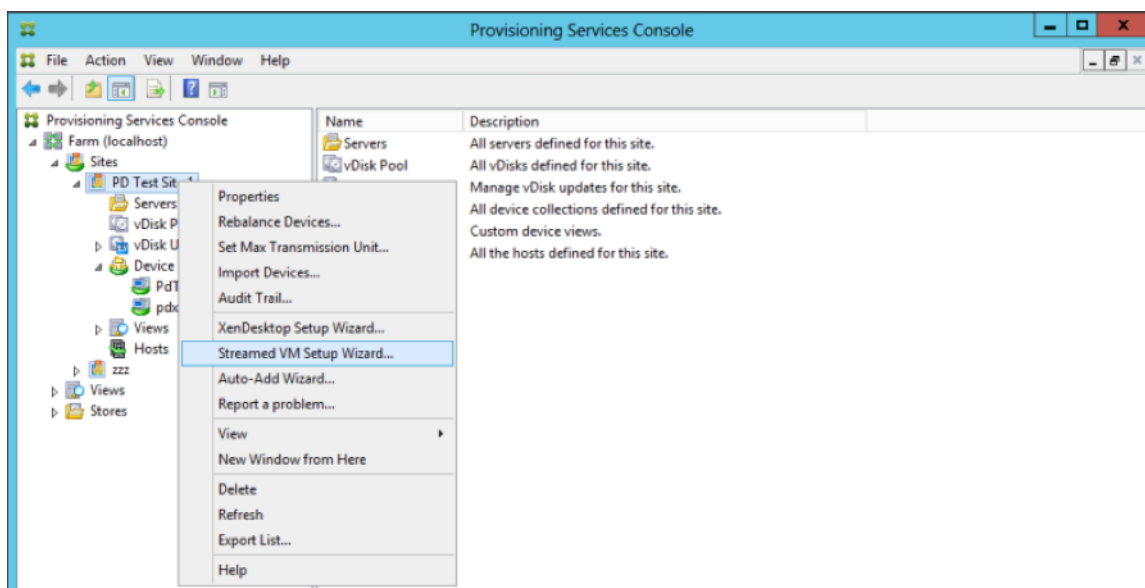 Provisioning Services Console
File Action View Window Help
Provisioning Services Console
Farm (localhost)
Sites
PD Test Sit
Servers
vDisk P
vDisk U
Device
PdT
pdx
Views
Hosts
zzz
Views
Stores
Name Description
Servers All servers defined for this site.
vDisk Pool All vDisks defined for this site.
Manage vDisk updates for this site.
All device collections defined for this site.
Custom device views.
All the hosts defined for this site.
Properties
Rebalance Devices...
Set Max Transmission Unit...
Import Devices...
Audit Trail...
XenDesktop Setup Wizard...
Streamed VM Setup Wizard...
Auto-Add Wizard...
Report a problem...
View
New Window from Here
Delete
Refresh
Export List...
Help